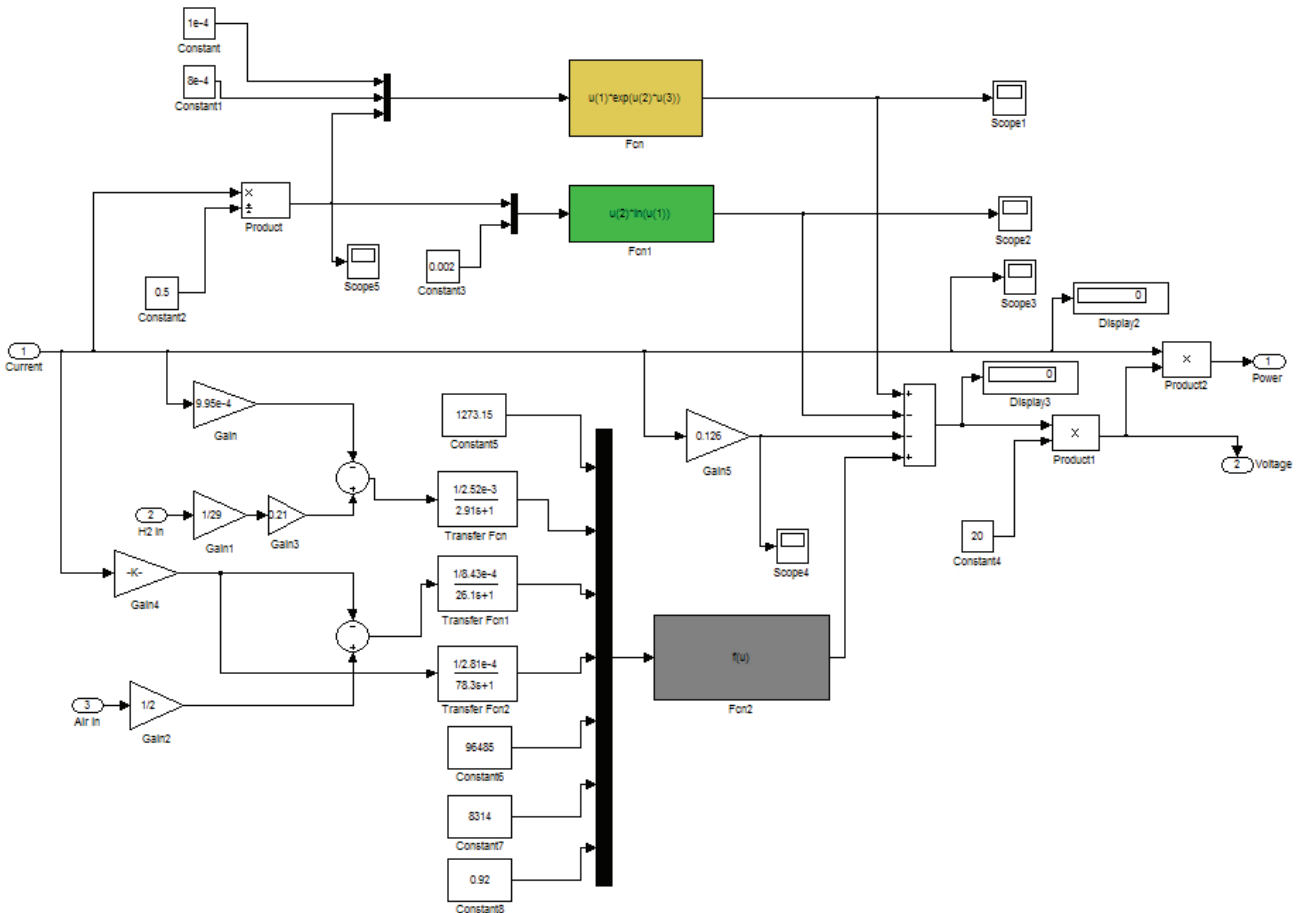 1e-4
Constant
8e-4
Constant1
u(1)*exp(u(2)*u(3))
Fcn
Scope1
×
±
Product
u(2)*ln(u(1))
Fcn1
Scope2
Scope5
0.002
Constant3
0.5
Constant2
Scope3
0
Display2
1
Current
×
Product2
1
Power
9.95e-4
Gain
1273.15
Constant5
0.126
Gain5
+
−
−
+
0
Display3
×
Product1
2
Voltage
−
+
2
H2 In
1/29
Gain1
0.21
Gain3
1/2.52e-3
2.91s+1
Transfer Fcn
Scope4
20
Constant4
-K-
Gain4
1/8.43e-4
26.1s+1
Transfer Fcn1
−
+
1/2.81e-4
78.3s+1
Transfer Fcn2
f(u)
Fcn2
3
Air In
1/2
Gain2
96485
Constant6
8314
Constant7
0.92
Constant8